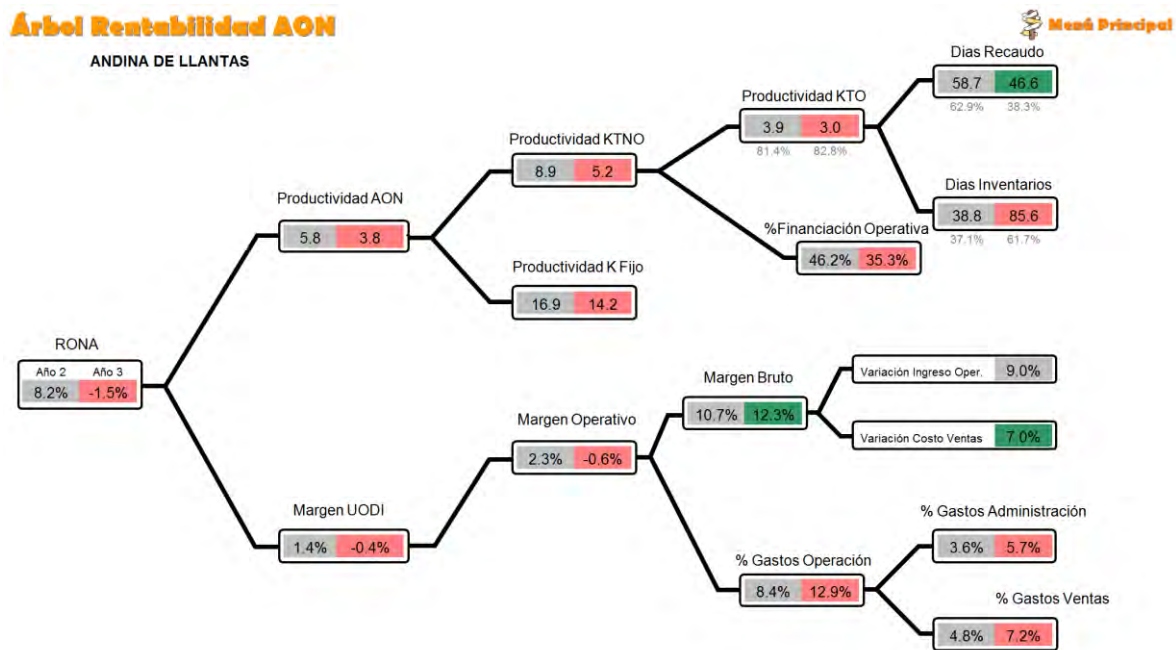 Árbol Rentabilidad AON
Menú Principal
ANDINA DE LLANTAS
Dias Recaudo
58.7 46.6
62.9% 38.3%
Productividad KTO
3.9 3.0
81.4% 82.8%
Productividad KTNO
8.9 5.2
Dias Inventarios
38.8 85.6
37.1% 61.7%
Productividad AON
5.8 3.8
%Financiación Operativa
46.2% 35.3%
Productividad K Fijo
16.9 14.2
RONA
Año 2 Año 3
8.2% -1.5%
Variación Ingreso Oper. 9.0%
Margen Bruto
10.7% 12.3%
Variación Costo Ventas 7.0%
Margen Operativo
2.3% -0.6%
Margen UODI
1.4% -0.4%
% Gastos Administración
3.6% 5.7%
% Gastos Operación
8.4% 12.9%
% Gastos Ventas
4.8% 7.2%